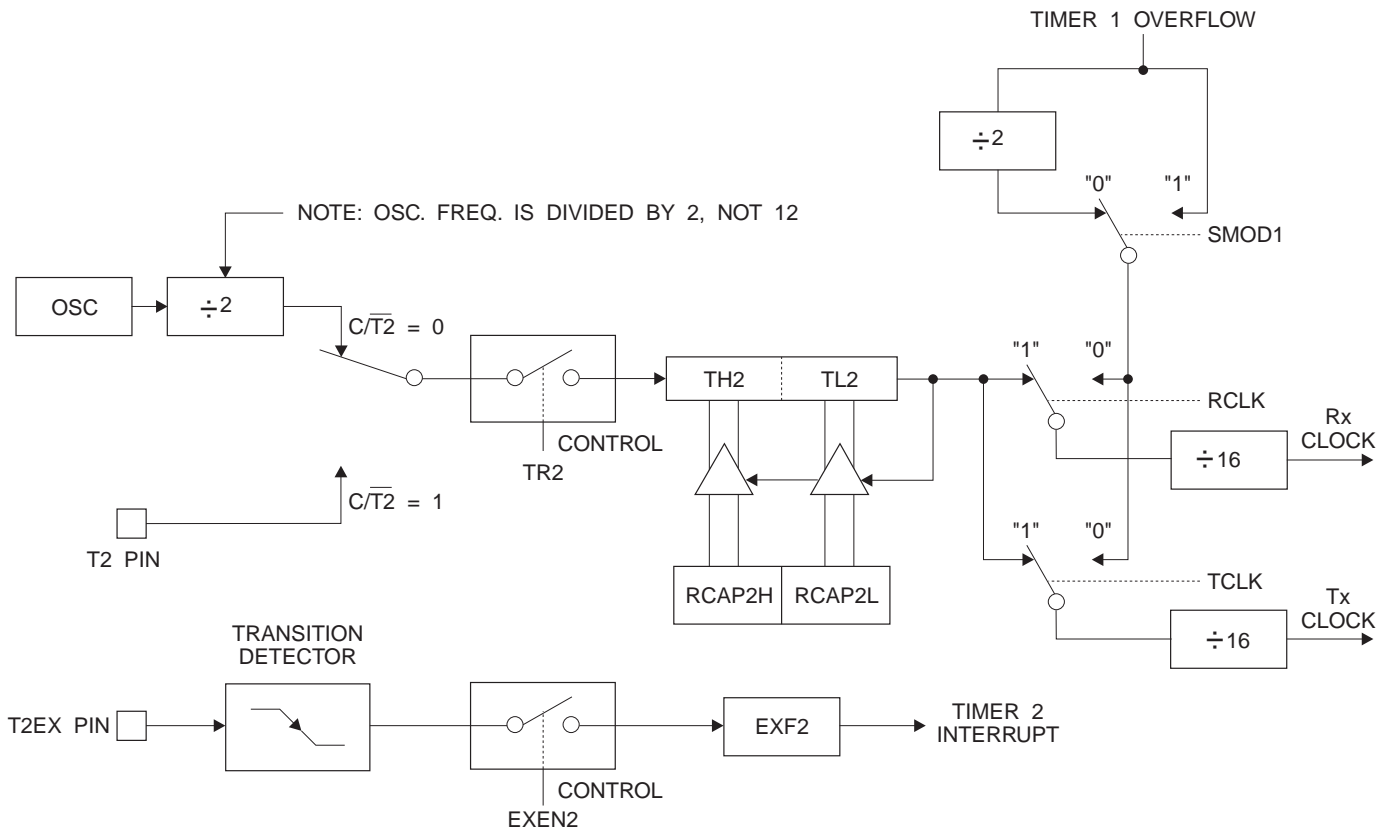 TIMER 1 OVERFLOW
÷2
"0" "1"
NOTE: OSC. FREQ. IS DIVIDED BY 2, NOT 12
SMOD1
OSC
÷2
C/T̅2̅ = 0
"1" "0"
TH2 TL2
RCLK
Rx
CLOCK
CONTROL
÷16
TR2
C/T̅2̅ = 1
"1" "0"
T2 PIN
TCLK
RCAP2H RCAP2L
Tx
CLOCK
TRANSITION
DETECTOR
÷16
T2EX PIN
EXF2
TIMER 2
INTERRUPT
CONTROL
EXEN2